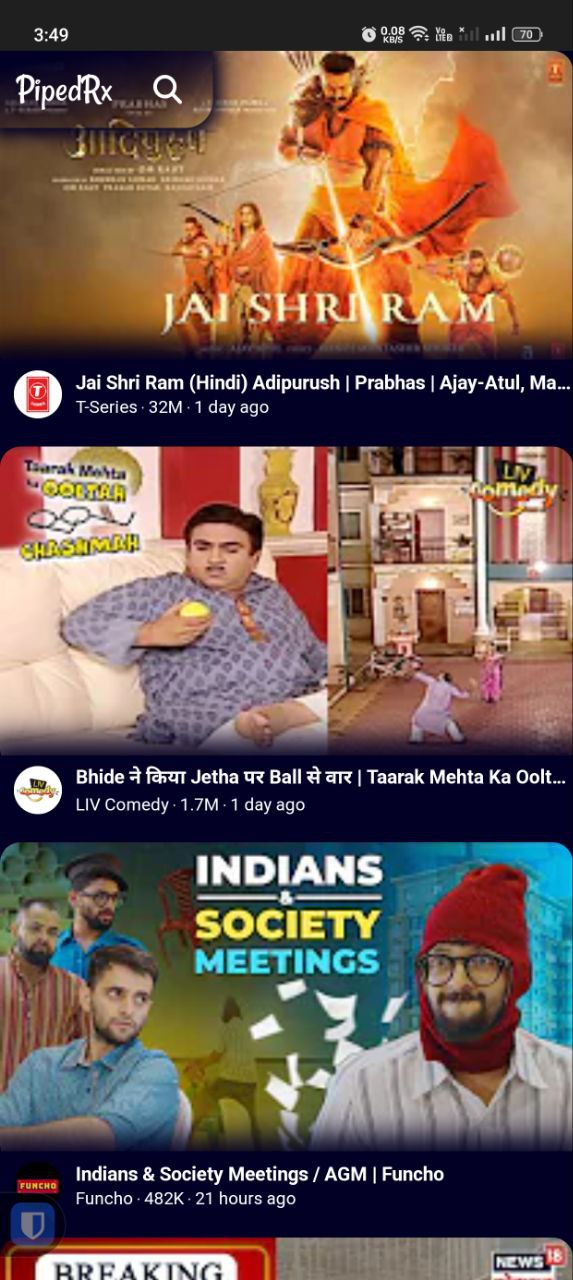 3:49
0.08
KB/S
Vo
LTE2
70
PipedRx
PRABHAS
आदिपुरुष
JAI SHRI RAM
Jai Shri Ram (Hindi) Adipurush | Prabhas | Ajay-Atul, Ma...
T-Series · 32M · 1 day ago
Taarak Mehta
Ka OOLTAH
CHASHMAH
LIV
Comedy
Bhide ने किया Jetha पर Ball से वार | Taarak Mehta Ka Oolt...
LIV Comedy · 1.7M · 1 day ago
INDIANS
&
SOCIETY
MEETINGS
FUNCHO
Indians & Society Meetings / AGM | Funcho
Funcho · 482K · 21 hours ago
BREAKING
NEWS 18